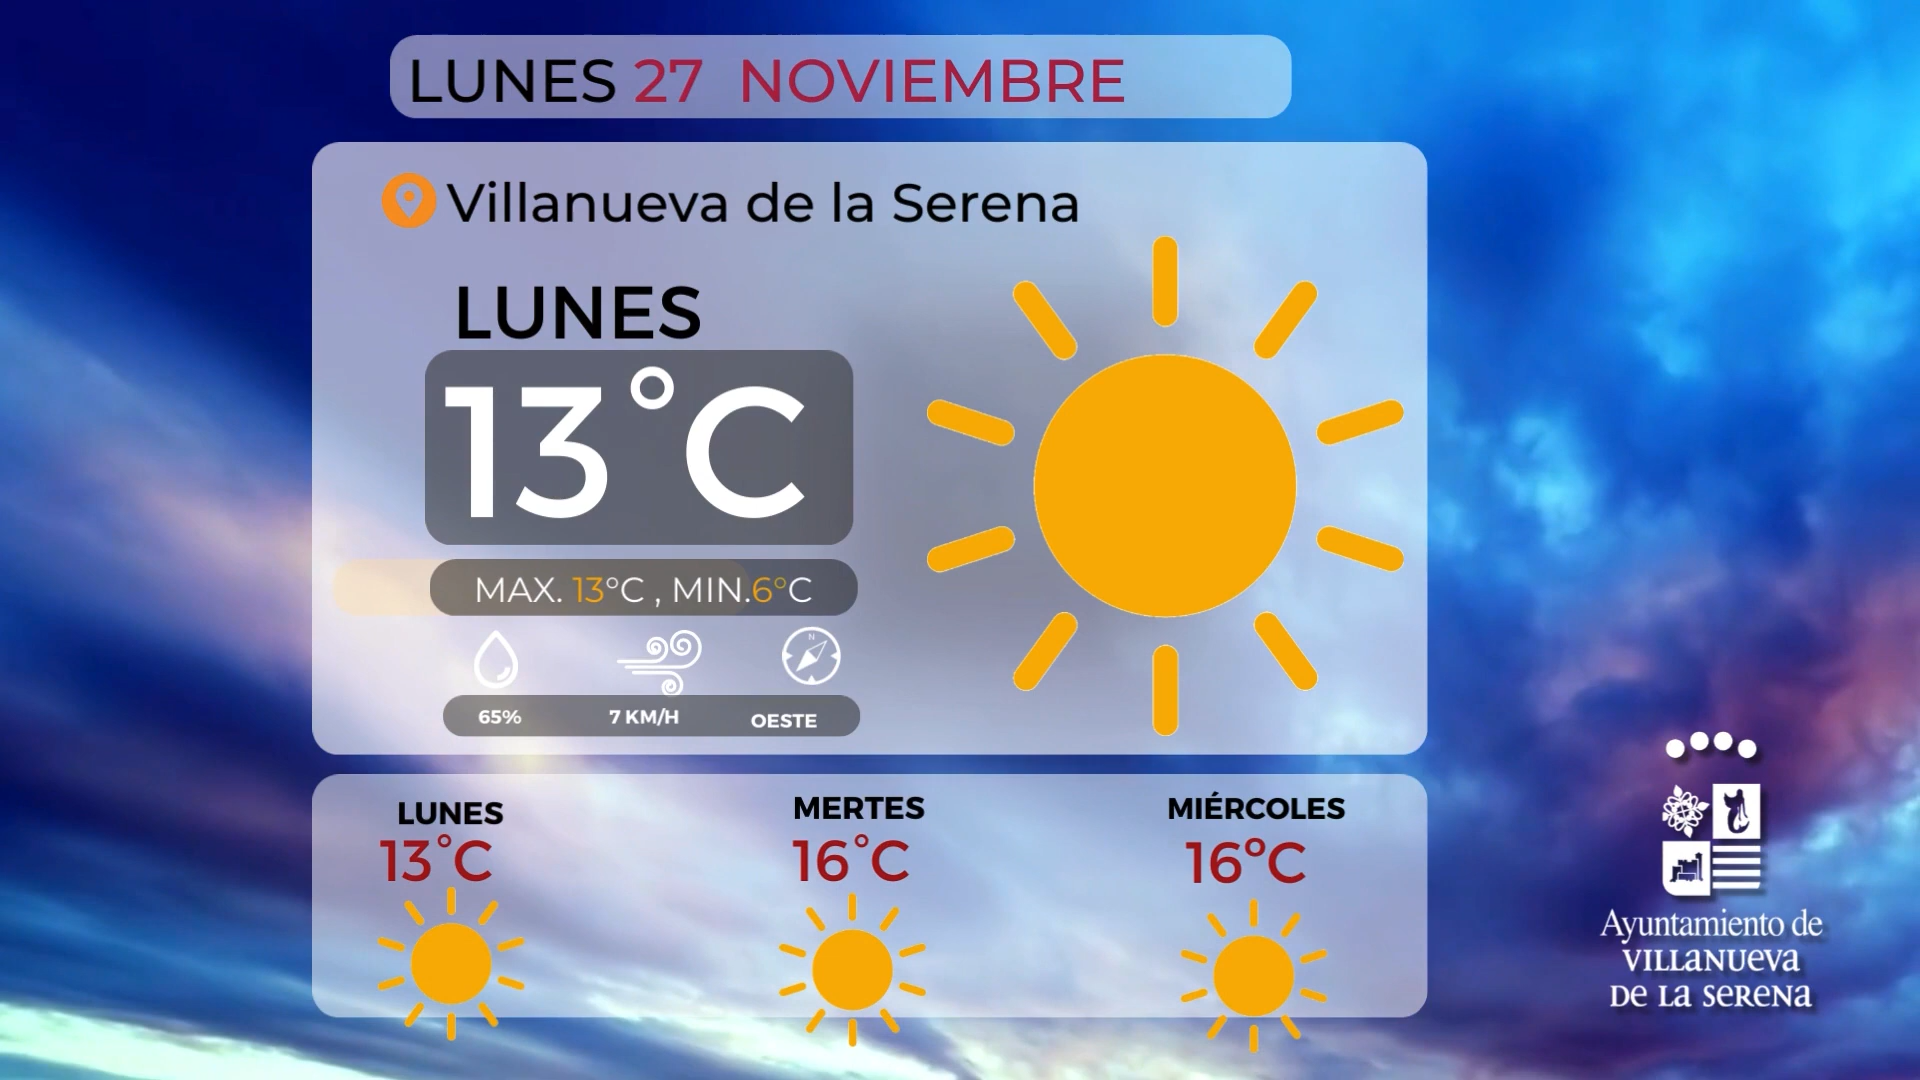 LUNES 27 NOVIEMBRE
Villanueva de la Serena
LUNES
13°C
MAX. 13°C , MIN.6°C
N
65% 7 KM/H OESTE
LUNES MERTES MIÉRCOLES
13°C 16°C 16ºC
Ayuntamiento de
VILLANUEVA
DE LA SERENA